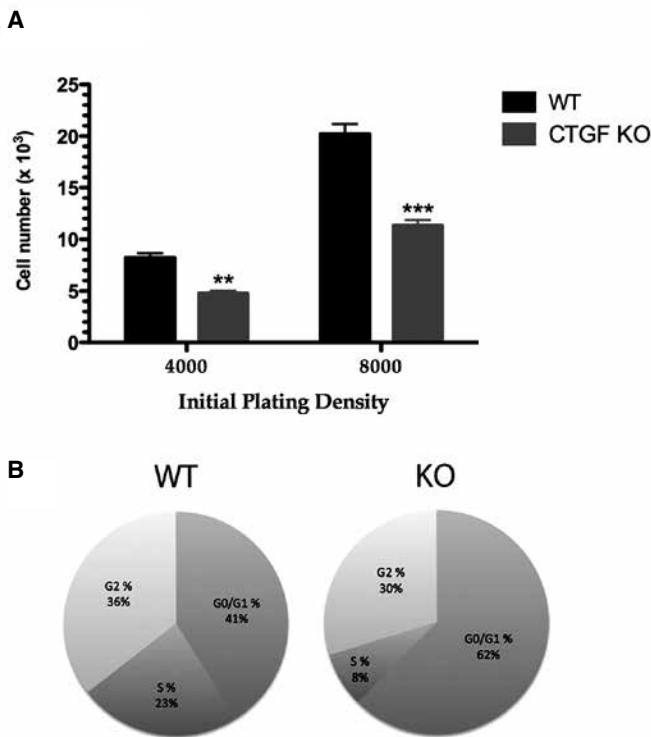 A
25
20
15
10
5
0
Cell number (x 10³)
WT
CTGF KO
**
***
4000
8000
Initial Plating Density
B
WT
KO
G2 %
36%
G0/G1 %
41%
S %
23%
G2 %
30%
G0/G1 %
62%
S %
8%